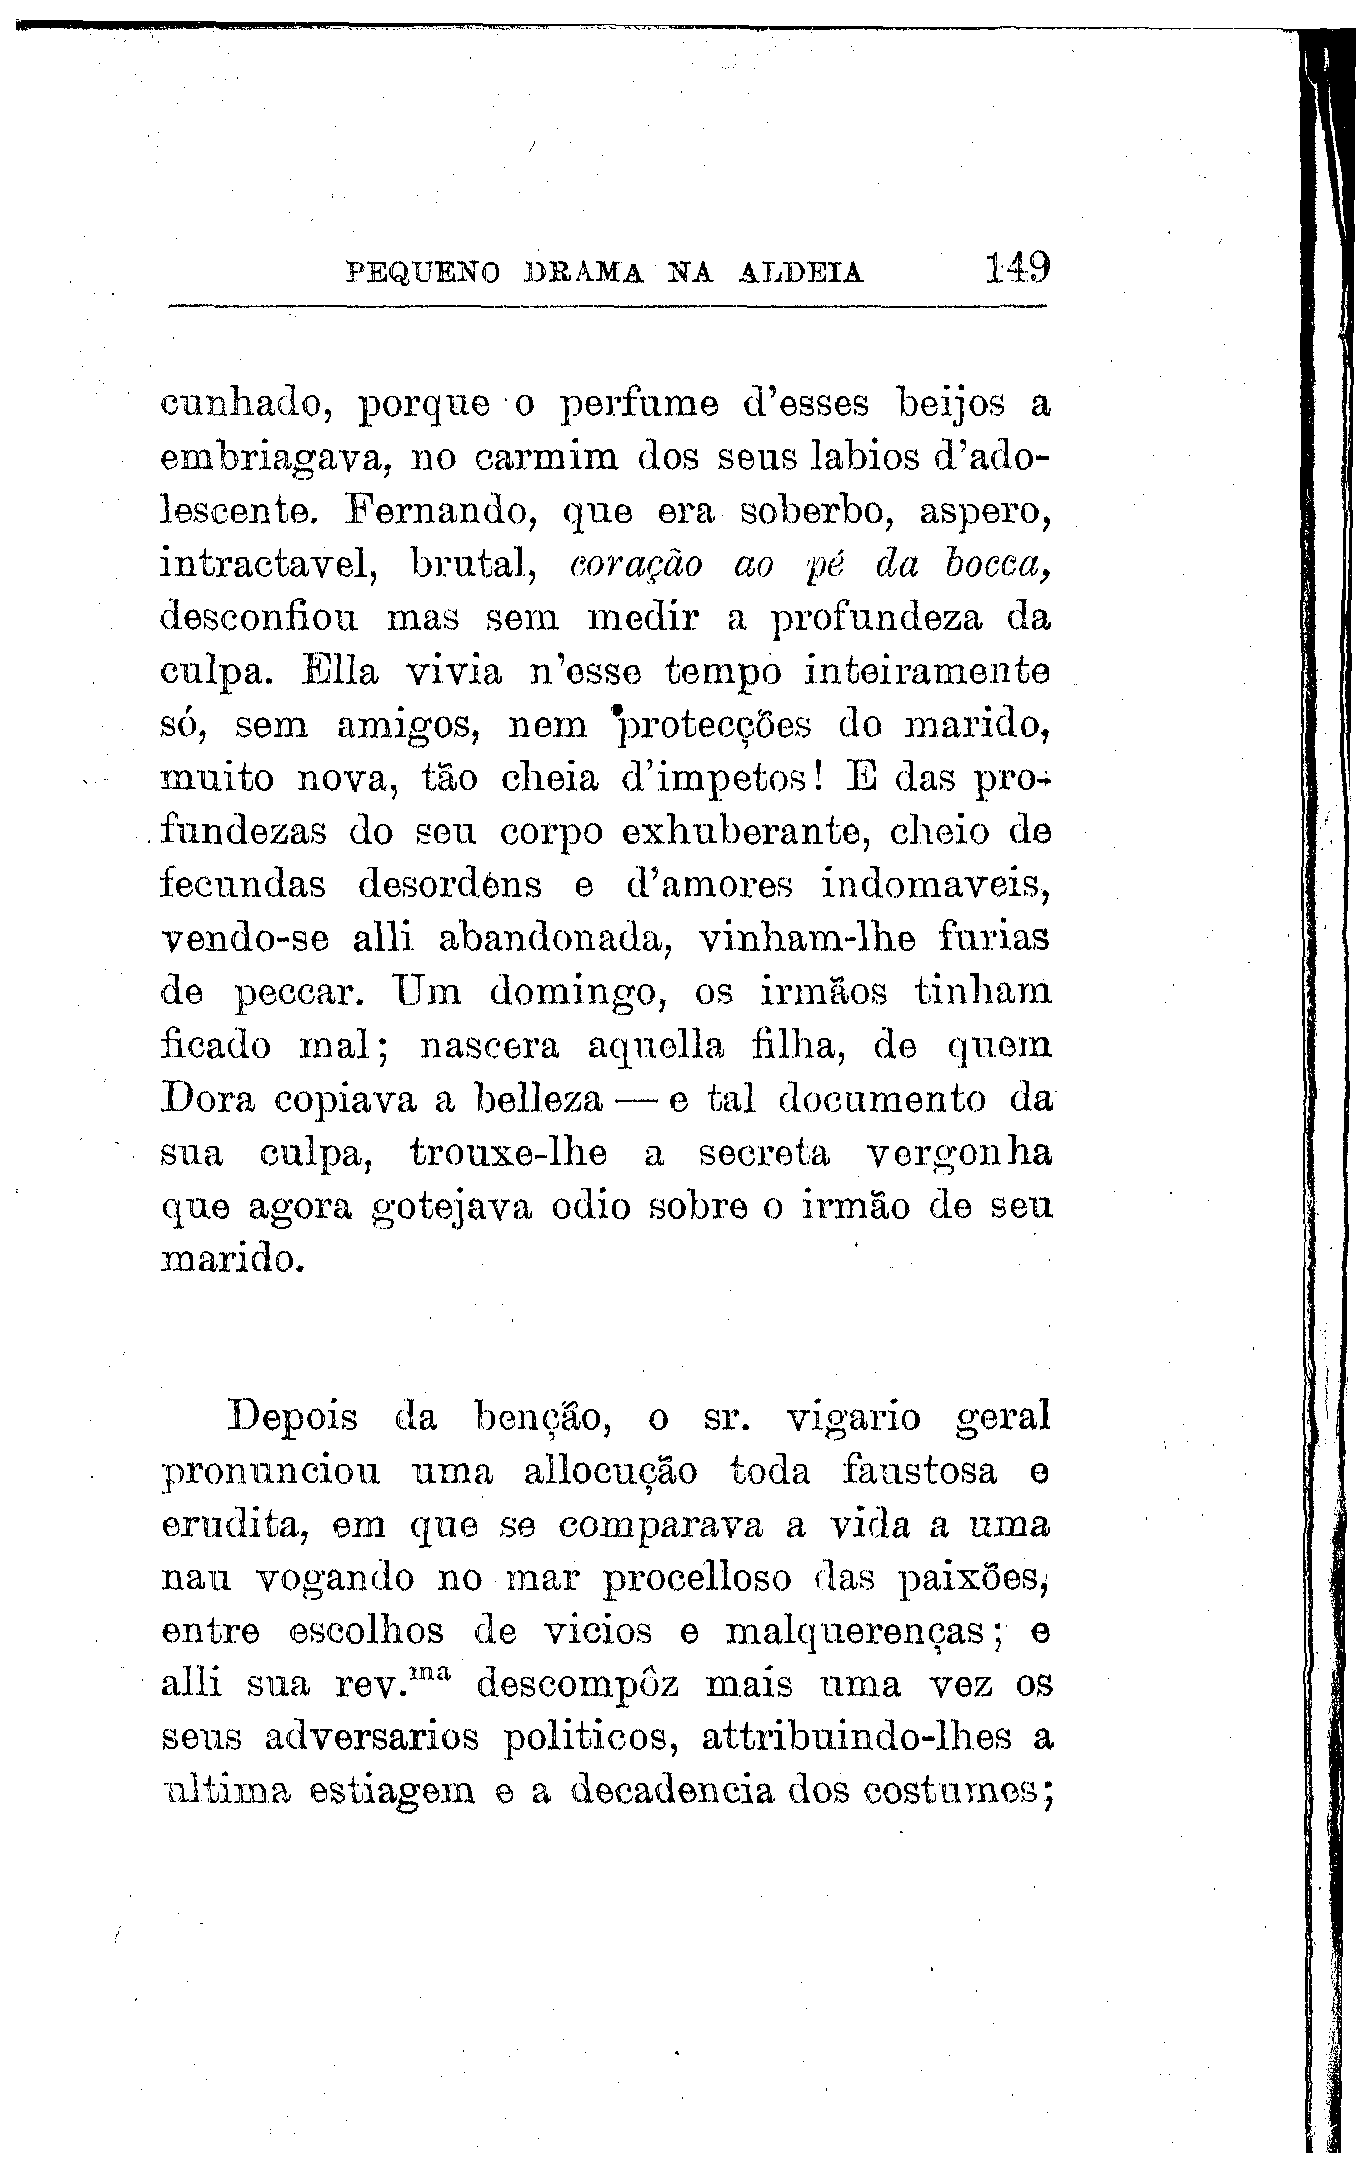 PEQUENO DRAMA NA ALDEIA 149
cunhado, porque o perfume d'esses beijos a
embriagava, no carmim dos seus labios d'ado-
lescente. Fernando, que era soberbo, aspero,
intractavel, brutal, coração ao pé da bocca,
desconfiou mas sem medir a profundeza da
culpa. Ella vivia n'esse tempo inteiramente
só, sem amigos, nem protecções do marido,
muito nova, tão cheia d'impetos! E das pro-
fundezas do seu corpo exhuberante, cheio de
fecundas desordens e d'amores indomaveis,
vendo-se alli abandonada, vinham-lhe furias
de peccar. Um domingo, os irmãos tinham
ficado mal; nascera aquella filha, de quem
Dora copiava a belleza — e tal documento da
sua culpa, trouxe-lhe a secreta vergonha
que agora gotejava odio sobre o irmão de seu
marido.
Depois da benção, o sr. vigario geral
pronunciou uma allocução toda faustosa e
erudita, em que se comparava a vida a uma
nau vogando no mar procelloso das paixões,
entre escolhos de vicios e malquerenças; e
alli sua rev.ma descompôz mais uma vez os
seus adversarios politicos, attribuindo-lhes a
ultima estiagem e a decadencia dos costumes;